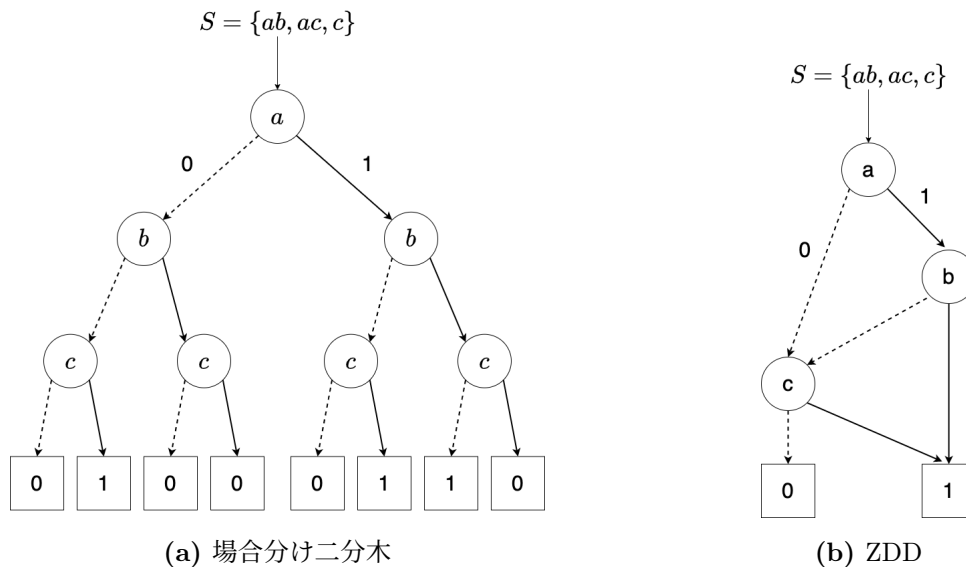 S = {ab, ac, c}
a
0 1
b b
c c c c
0 1 0 0 0 1 1 0
(a) 場合分け二分木
S = {ab, ac, c}
a
1
0
b
c
0 1
(b) ZDD